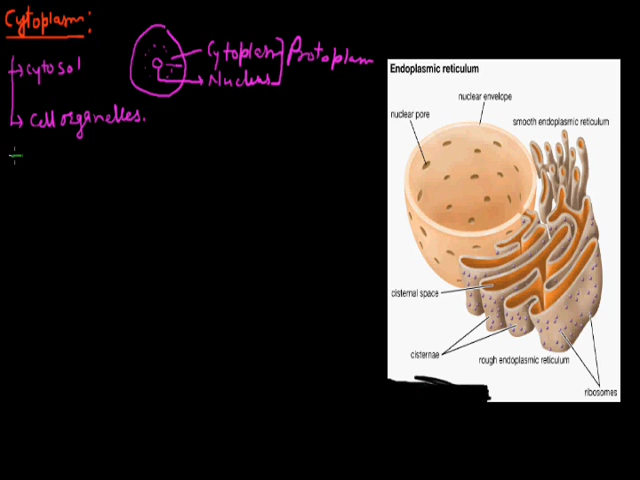 Cytoplasm:
Cytoplasm
Nucleus
Protoplasm
Cytosol
Cell organelles.
Endoplasmic reticulum
nuclear envelope
nuclear pore
smooth endoplasmic reticulum
cisternal space
cisternae
rough endoplasmic reticulum
ribosomes